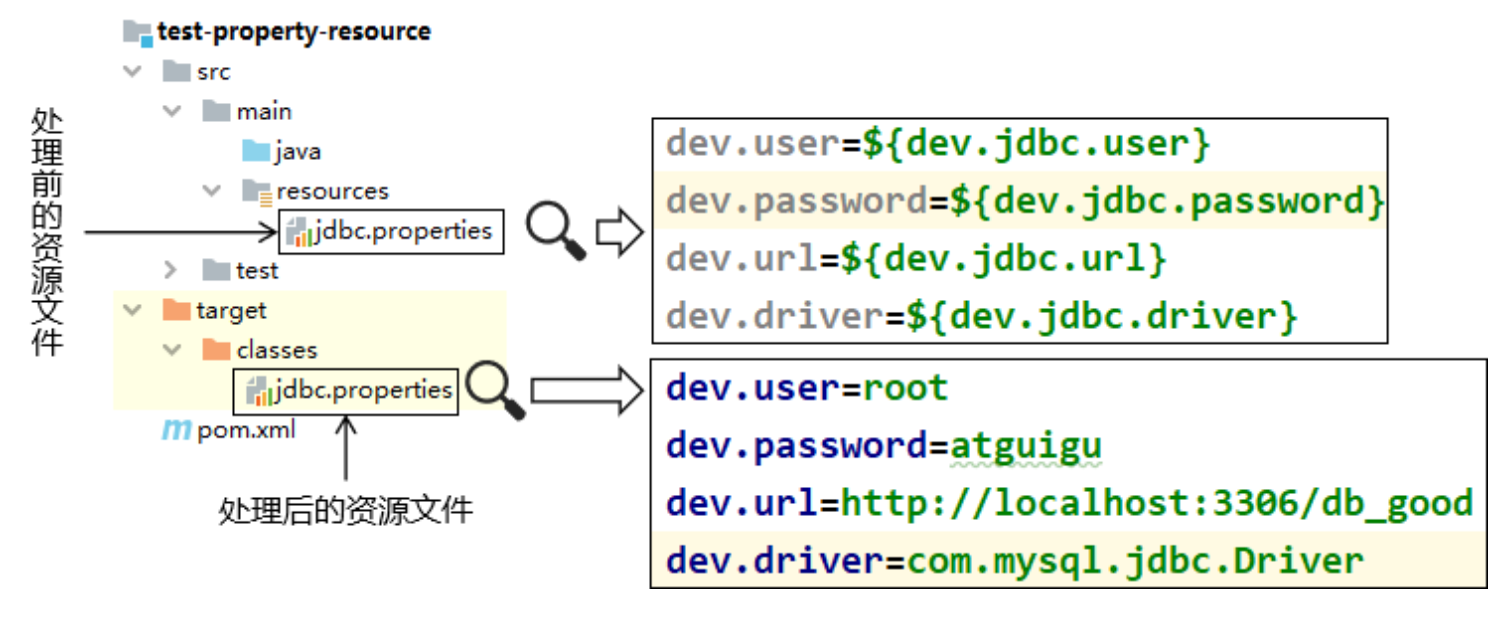 test-property-resource
src
main
java
resources
jdbc.properties
test
target
classes
jdbc.properties
pom.xml
处理前的资源文件
处理后的资源文件
dev.user=${dev.jdbc.user}
dev.password=${dev.jdbc.password}
dev.url=${dev.jdbc.url}
dev.driver=${dev.jdbc.driver}
dev.user=root
dev.password=atguigu
dev.url=http://localhost:3306/db_good
dev.driver=com.mysql.jdbc.Driver